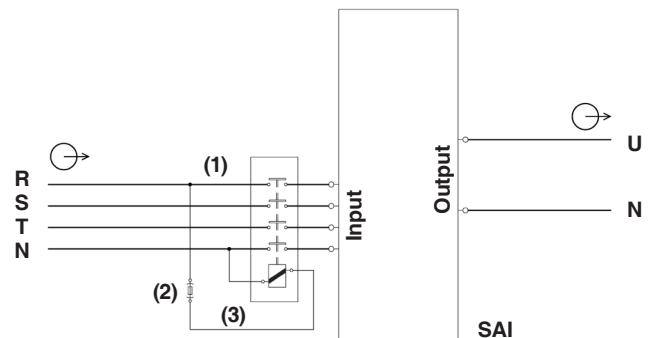 (1)
R
S
T
N
(2)
(3)
Input
Output
U
N
SAI